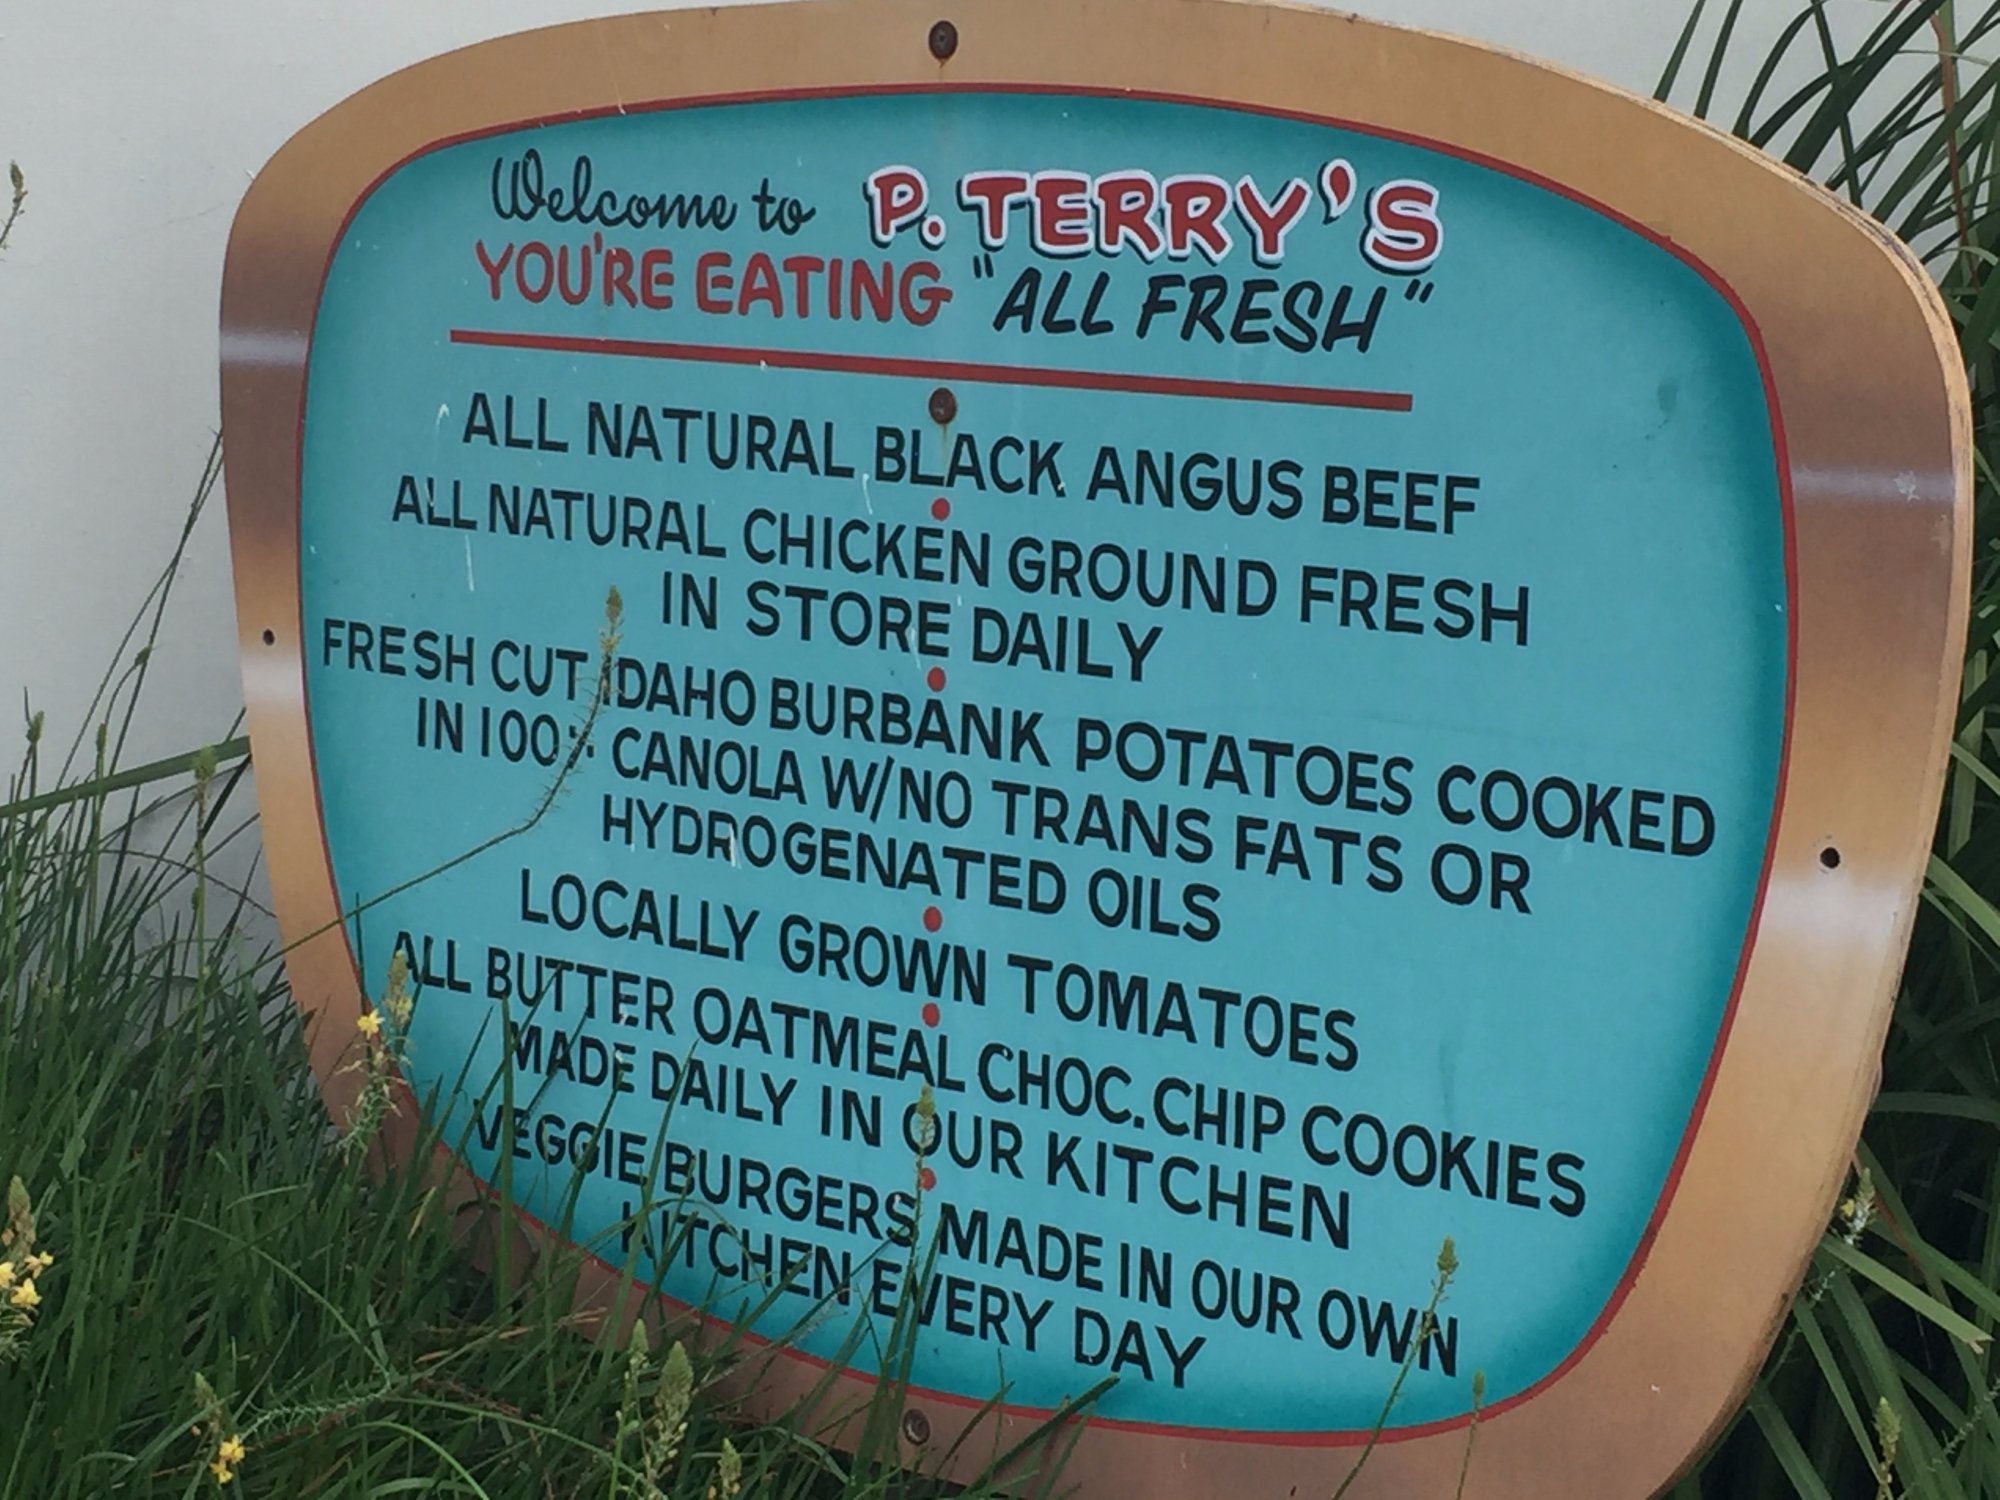 Welcome to P. TERRY'S
YOU'RE EATING "ALL FRESH"
ALL NATURAL BLACK ANGUS BEEF
ALL NATURAL CHICKEN GROUND FRESH
IN STORE DAILY
FRESH CUT IDAHO BURBANK POTATOES COOKED
IN 100% CANOLA W/NO TRANS FATS OR
HYDROGENATED OILS
LOCALLY GROWN TOMATOES
ALL BUTTER OATMEAL CHOC. CHIP COOKIES
MADE DAILY IN OUR KITCHEN
VEGGIE BURGERS MADE IN OUR OWN
KITCHEN EVERY DAY